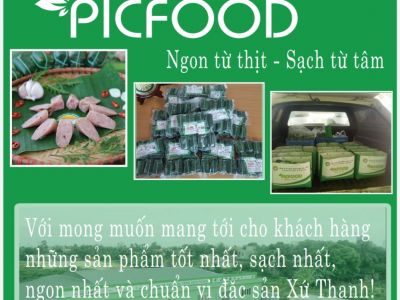 PICFOOD
Ngon từ thịt - Sạch từ tâm
Với mong muốn mang tới cho khách hàng
những sản phẩm tốt nhất, sạch nhất,
ngon nhất và chuẩn vị đặc sản Xứ Thanh!